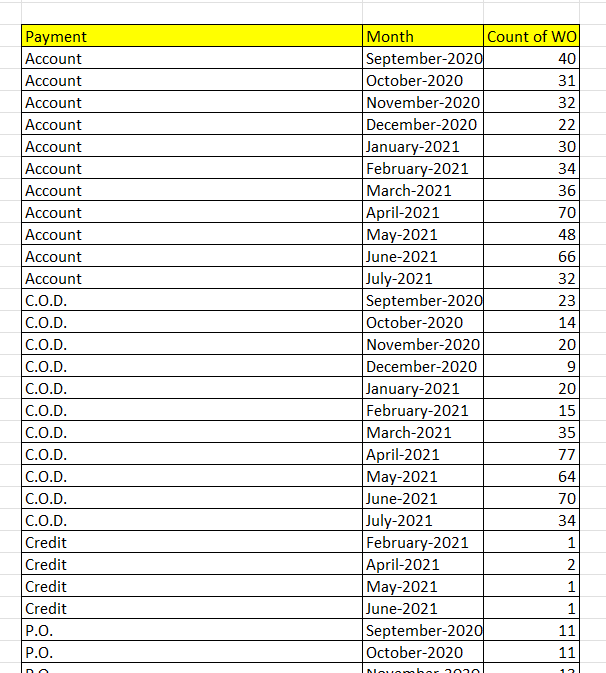 Payment Month Count of WO
Account September-2020 40
Account October-2020 31
Account November-2020 32
Account December-2020 22
Account January-2021 30
Account February-2021 34
Account March-2021 36
Account April-2021 70
Account May-2021 48
Account June-2021 66
Account July-2021 32
C.O.D. September-2020 23
C.O.D. October-2020 14
C.O.D. November-2020 20
C.O.D. December-2020 9
C.O.D. January-2021 20
C.O.D. February-2021 15
C.O.D. March-2021 35
C.O.D. April-2021 77
C.O.D. May-2021 64
C.O.D. June-2021 70
C.O.D. July-2021 34
Credit February-2021 1
Credit April-2021 2
Credit May-2021 1
Credit June-2021 1
P.O. September-2020 11
P.O. October-2020 11
P.O. November-2020